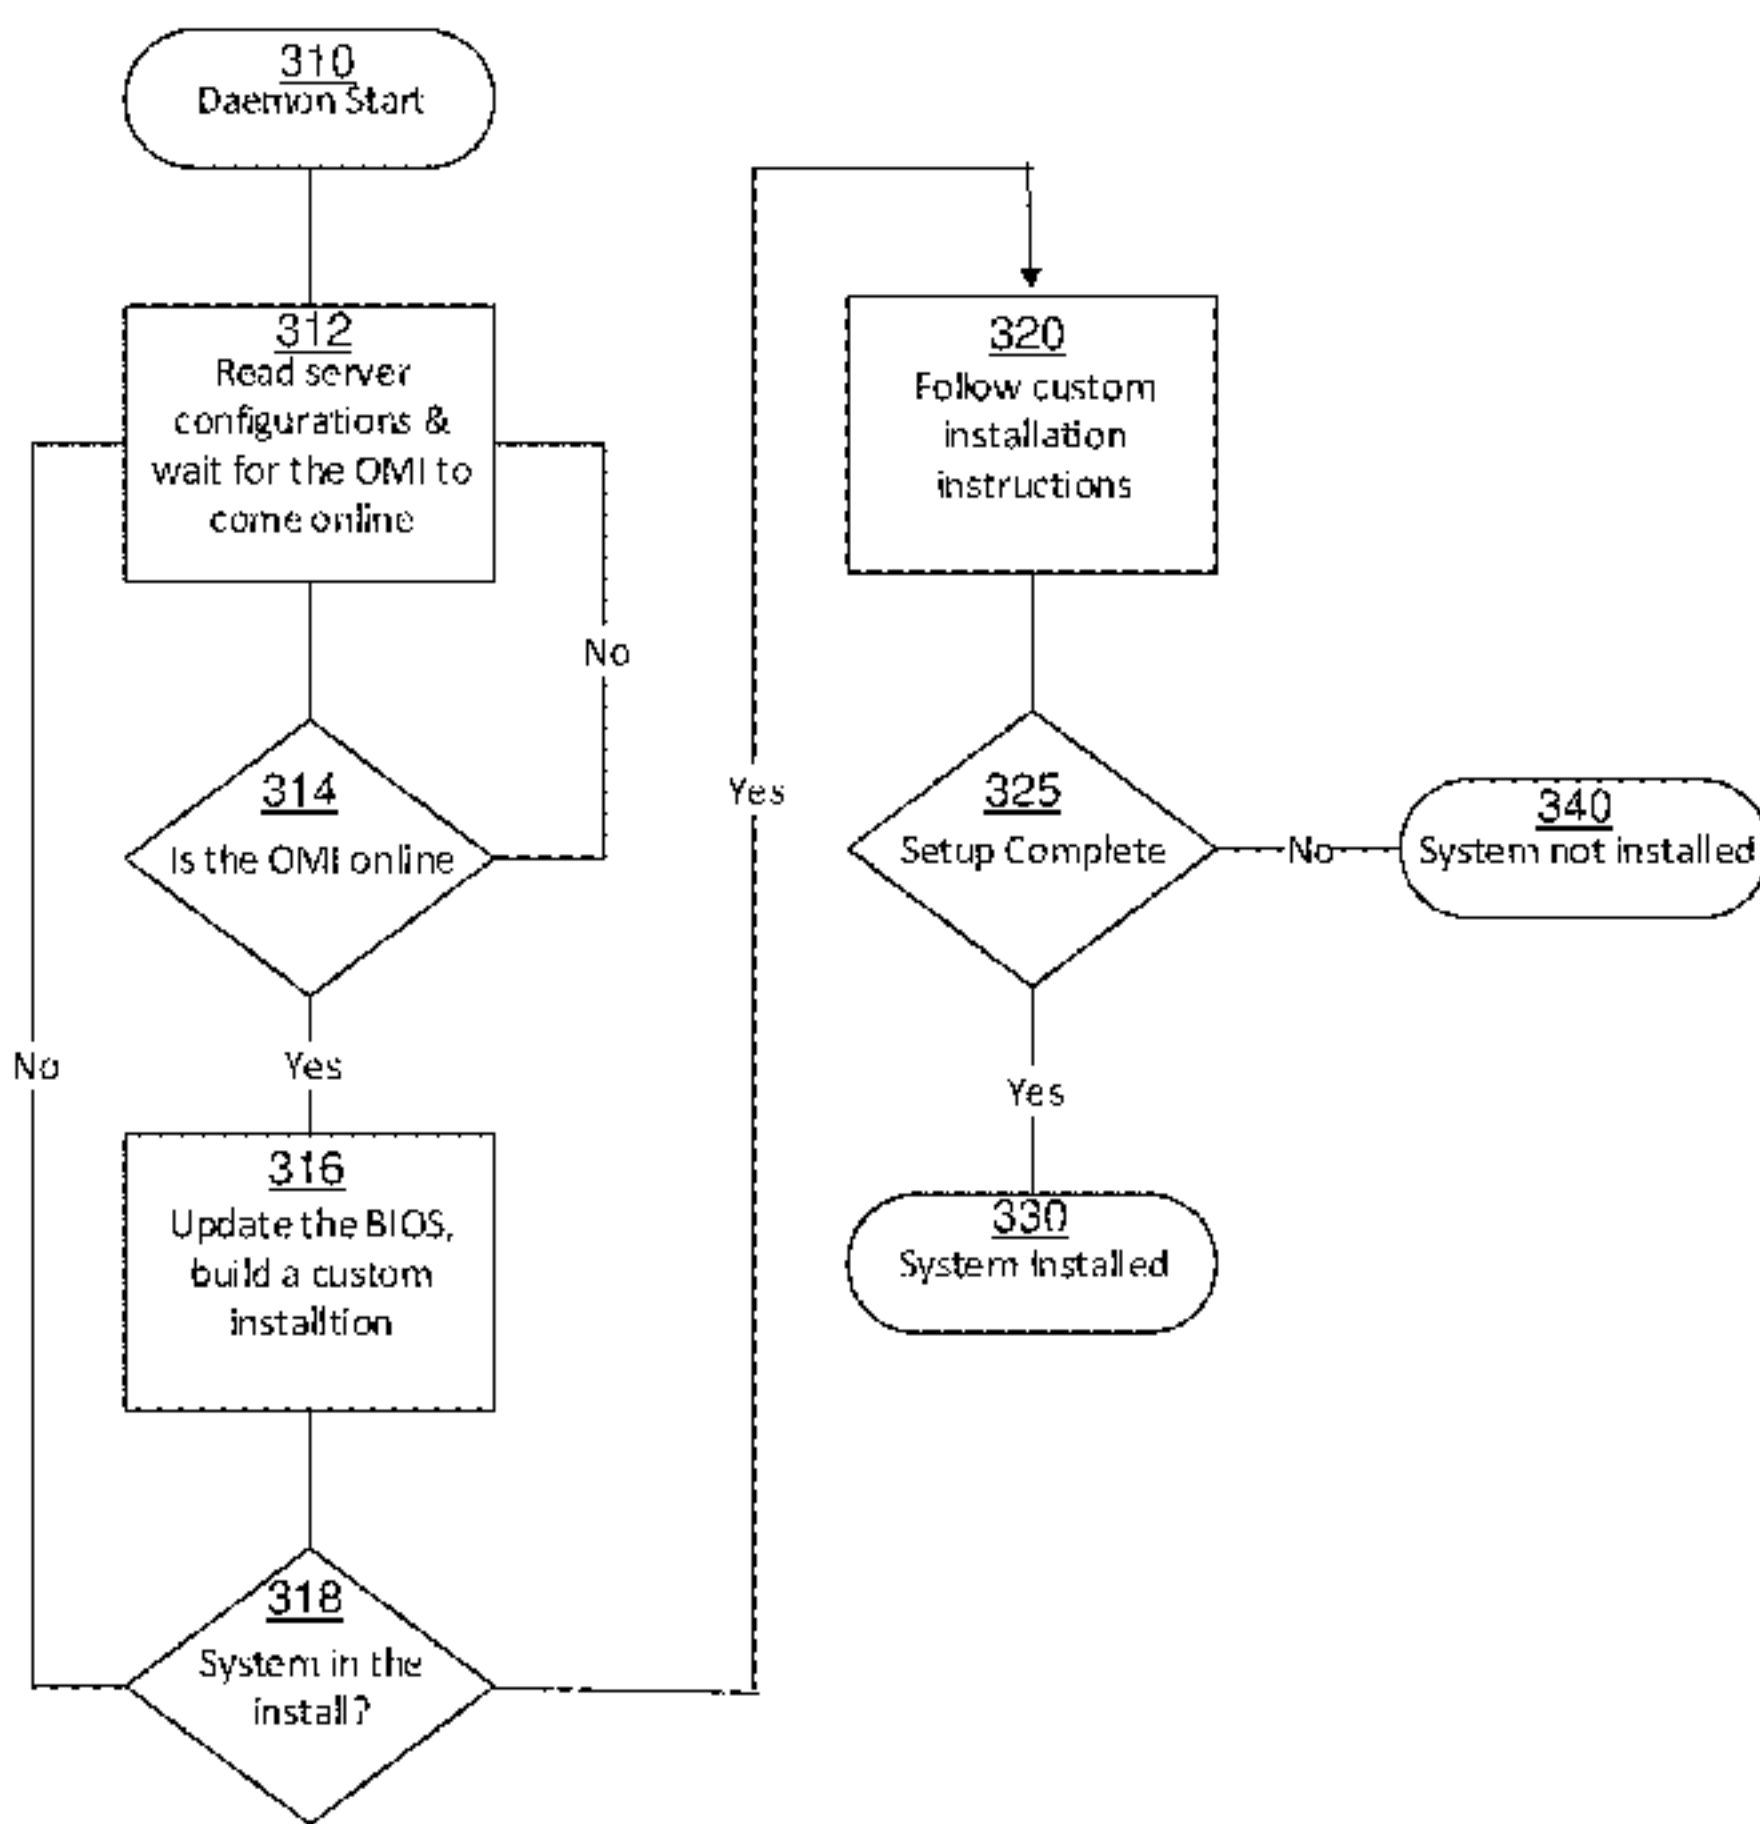 310
Daemon Start
312
Read server
configurations &
wait for the OMI to
come online
No
314
Is the OMI online
No
Yes
316
Update the BIOS,
build a custom
installtion
318
System in the
install?
Yes
320
Follow custom
installation
instructions
325
Setup Complete
No
340
System not installed
Yes
330
System Installed